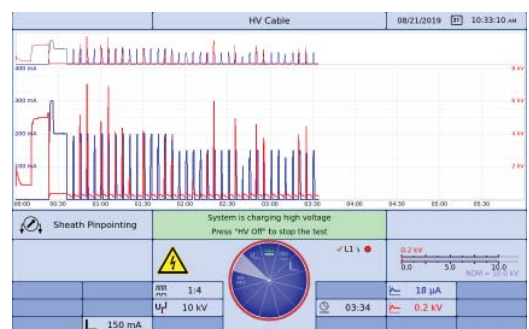 HV Cable
08/21/2019 31 10:33:10 AM
400 mA 8 kV
300 mA 6 kV
200 mA 4 kV
100 mA 2 kV
00:00 00:30 01:00 01:30 02:00 02:30 03:00 03:30 04:00 04:30 05:00 05:30
Sheath Pinpointing
System is charging high voltage
Press "HV Off" to stop the test
L1
0.2 kV
0.0 5.0 10.0
NOM = 10.0 kV
1:4
10 kV
03:34
18 µA
0.2 kV
150 mA